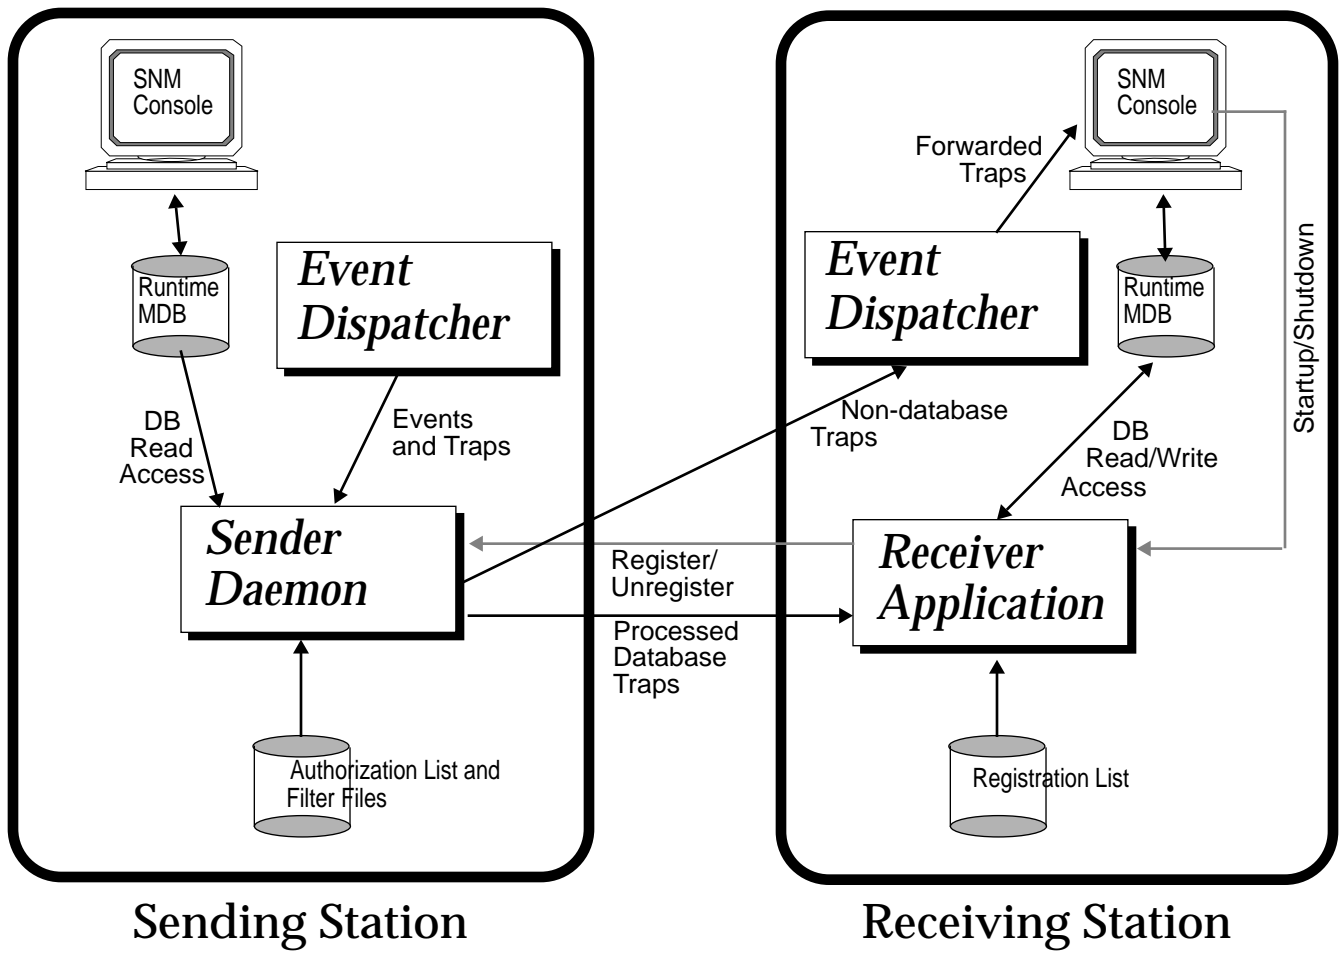 SNM
Console
Runtime
MDB
Event
Dispatcher
DB
Read
Access
Events
and Traps
Sender
Daemon
Authorization List and
Filter Files
Sending Station
Register/
Unregister
Processed
Database
Traps
Non-database
Traps
SNM
Console
Forwarded
Traps
Event
Dispatcher
Runtime
MDB
Startup/Shutdown
DB
Read/Write
Access
Receiver
Application
Registration List
Receiving Station